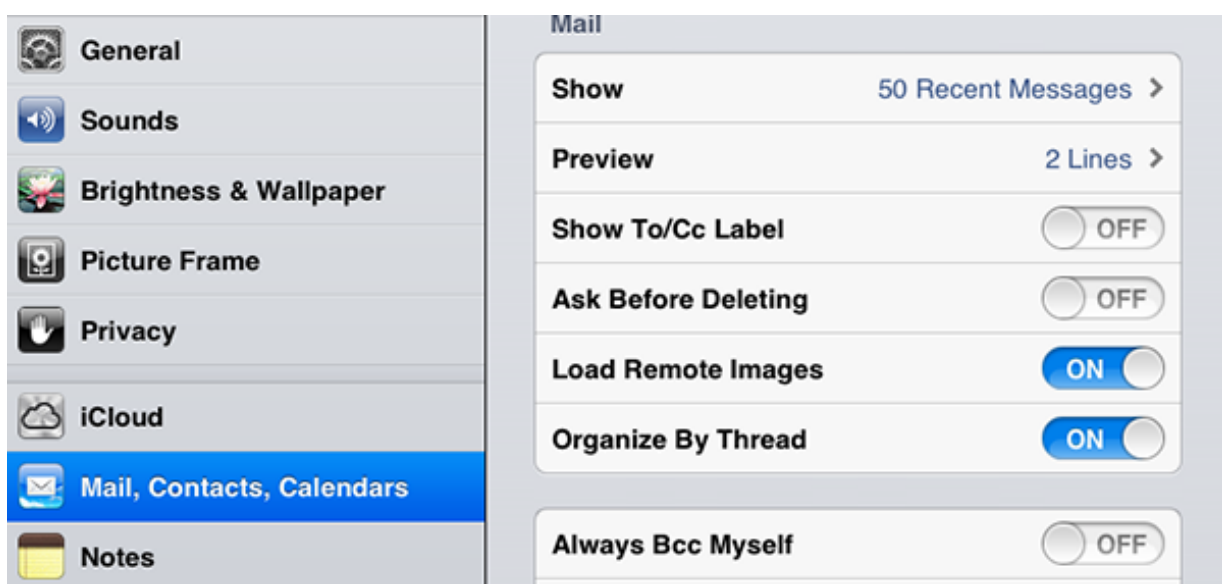 General
Sounds
Brightness & Wallpaper
Picture Frame
Privacy
iCloud
Mail, Contacts, Calendars
Notes
Mail
Show 50 Recent Messages >
Preview 2 Lines >
Show To/Cc Label OFF
Ask Before Deleting OFF
Load Remote Images ON
Organize By Thread ON
Always Bcc Myself OFF